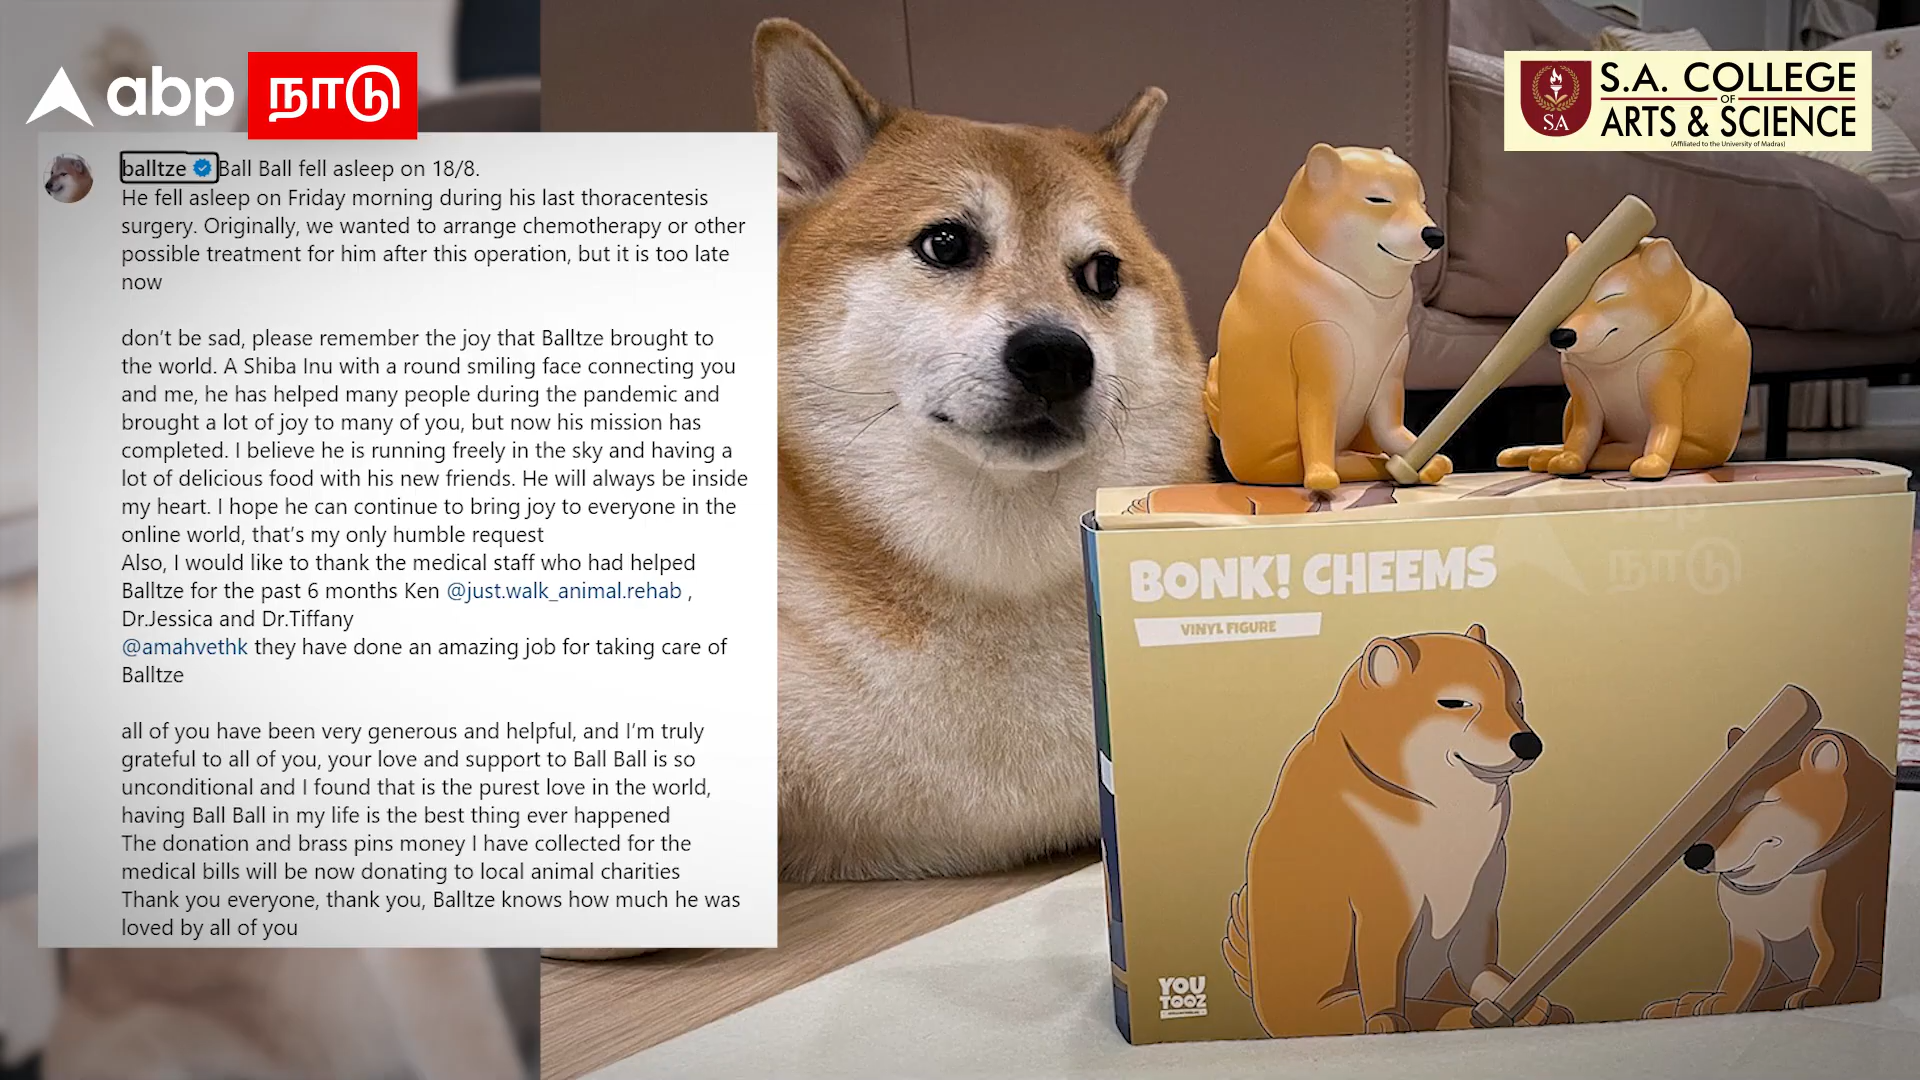 abp நாடு
S.A. COLLEGE
OF
ARTS & SCIENCE
(Affiliated to the University of Madras)
SA
balltze Ball Ball fell asleep on 18/8.
He fell asleep on Friday morning during his last thoracentesis
surgery. Originally, we wanted to arrange chemotherapy or other
possible treatment for him after this operation, but it is too late
now
don’t be sad, please remember the joy that Balltze brought to
the world. A Shiba Inu with a round smiling face connecting you
and me, he has helped many people during the pandemic and
brought a lot of joy to many of you, but now his mission has
completed. I believe he is running freely in the sky and having a
lot of delicious food with his new friends. He will always be inside
my heart. I hope he can continue to bring joy to everyone in the
online world, that’s my only humble request
Also, I would like to thank the medical staff who had helped
Balltze for the past 6 months Ken @just.walk_animal.rehab ,
Dr.Jessica and Dr.Tiffany
@amahvethk they have done an amazing job for taking care of
Balltze
all of you have been very generous and helpful, and I’m truly
grateful to all of you, your love and support to Ball Ball is so
unconditional and I found that is the purest love in the world,
having Ball Ball in my life is the best thing ever happened
The donation and brass pins money I have collected for the
medical bills will be now donating to local animal charities
Thank you everyone, thank you, Balltze knows how much he was
loved by all of you
abp
நாடு
BONK! CHEEMS
VINYL FIGURE
YOU
TOOZ